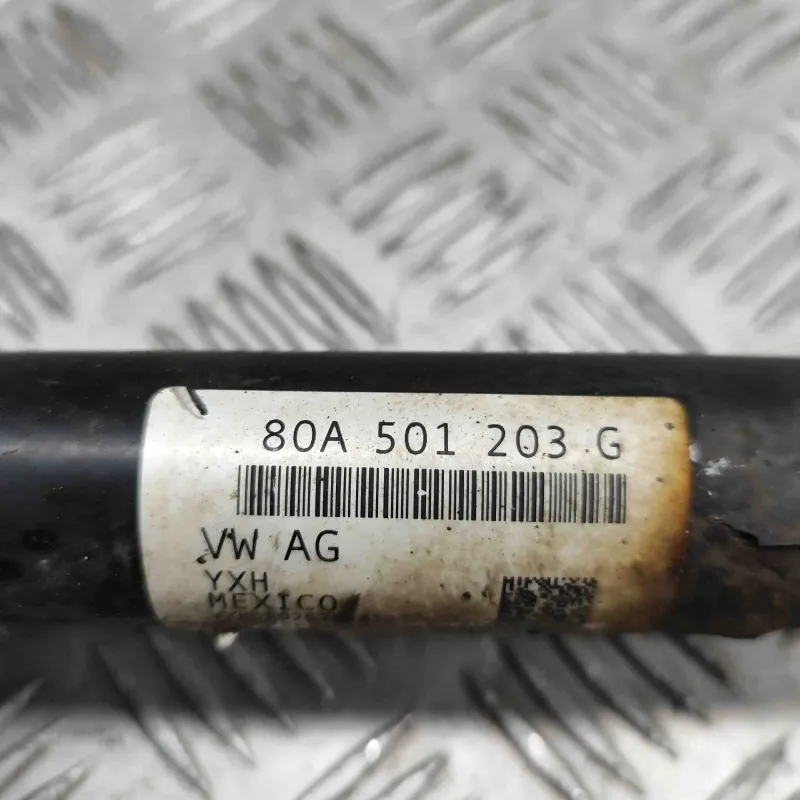 80A 501 203 G
VW AG
YXH
MEXICO